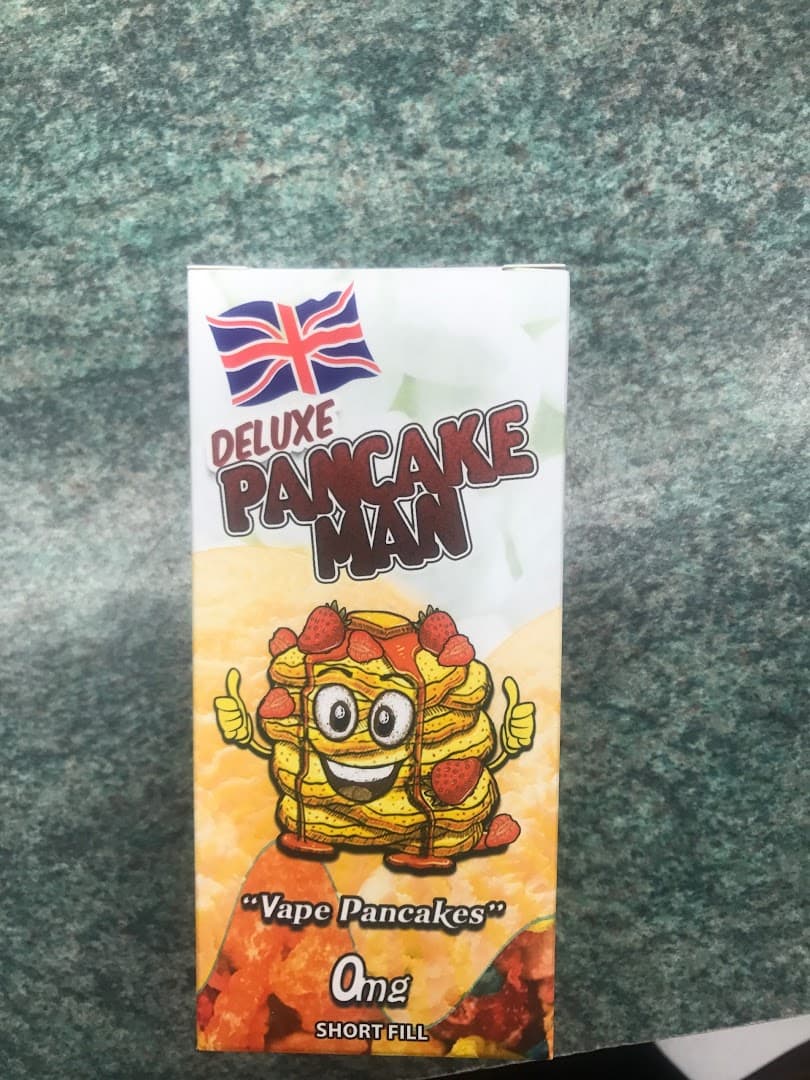 DELUXE
PANCAKE
MAN
“Vape Pancakes”
0mg
SHORT FILL